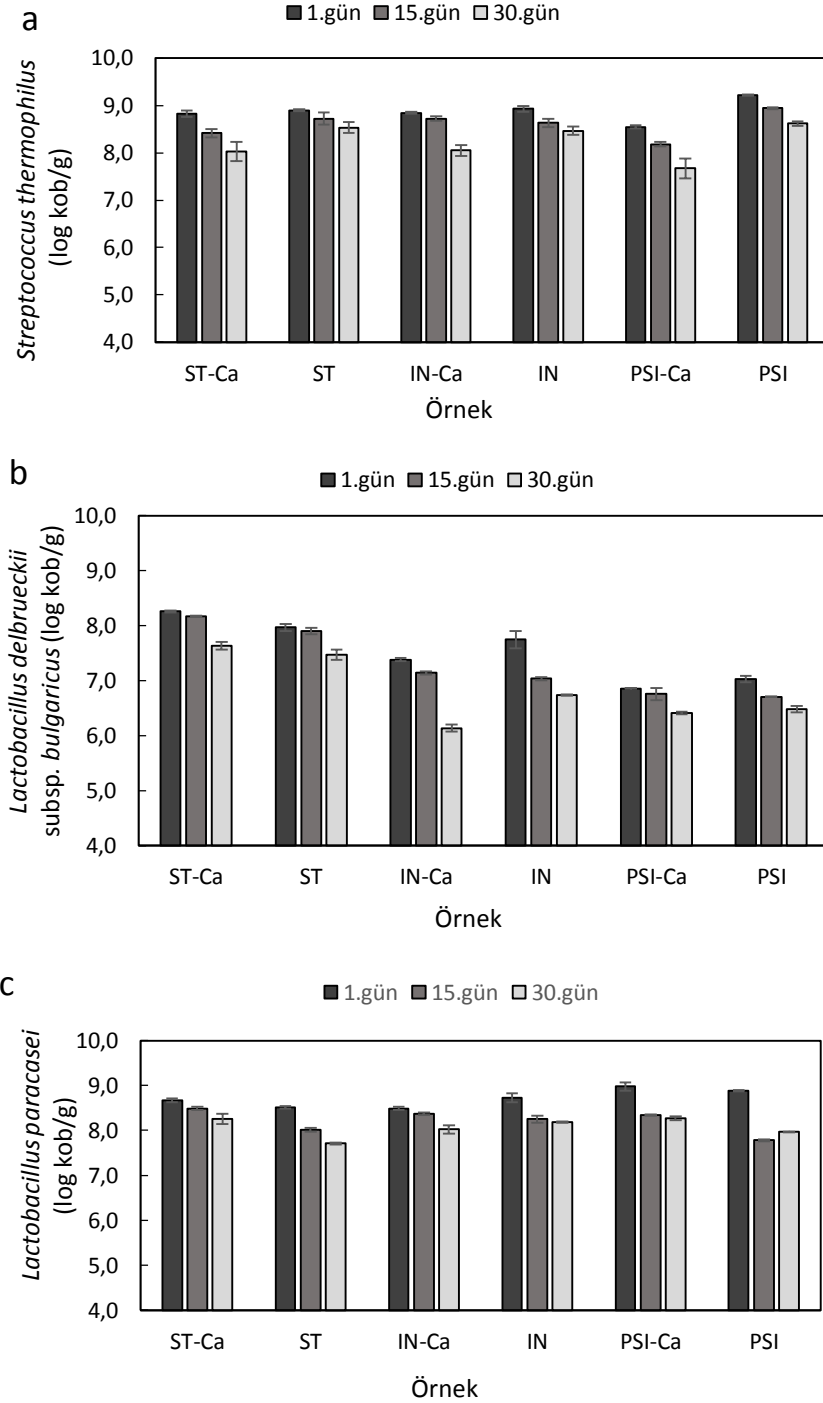 a
1.gün 15.gün 30.gün
Streptococcus thermophilus
(log kob/g)
10,0
9,0
8,0
7,0
6,0
5,0
4,0
ST-Ca ST IN-Ca IN PSI-Ca PSI
Örnek
b
1.gün 15.gün 30.gün
Lactobacillus delbrueckii
subsp. bulgaricus (log kob/g)
10,0
9,0
8,0
7,0
6,0
5,0
4,0
ST-Ca ST IN-Ca IN PSI-Ca PSI
Örnek
c
1.gün 15.gün 30.gün
Lactobacillus paracasei
(log kob/g)
10,0
9,0
8,0
7,0
6,0
5,0
4,0
ST-Ca ST IN-Ca IN PSI-Ca PSI
Örnek